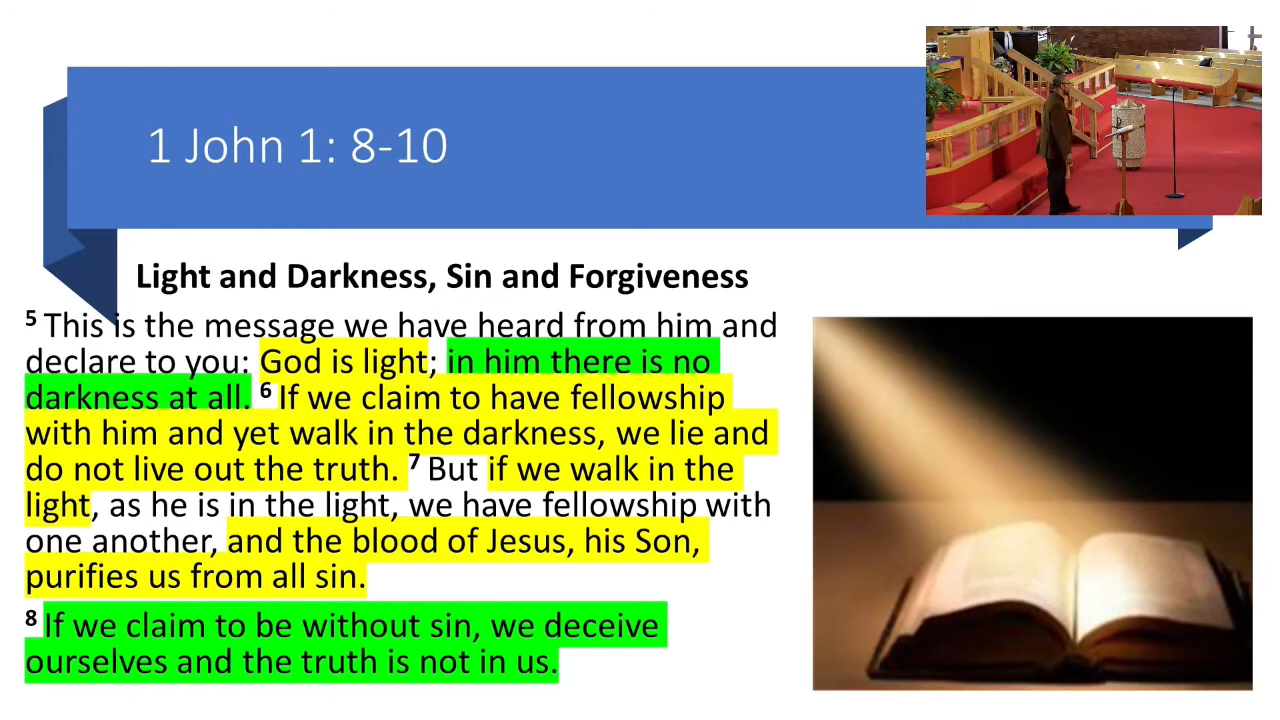 1 John 1: 8-10
Light and Darkness, Sin and Forgiveness
5 This is the message we have heard from him and
declare to you: God is light; in him there is no
darkness at all. 6 If we claim to have fellowship
with him and yet walk in the darkness, we lie and
do not live out the truth. 7 But if we walk in the
light, as he is in the light, we have fellowship with
one another, and the blood of Jesus, his Son,
purifies us from all sin.
8 If we claim to be without sin, we deceive
ourselves and the truth is not in us.